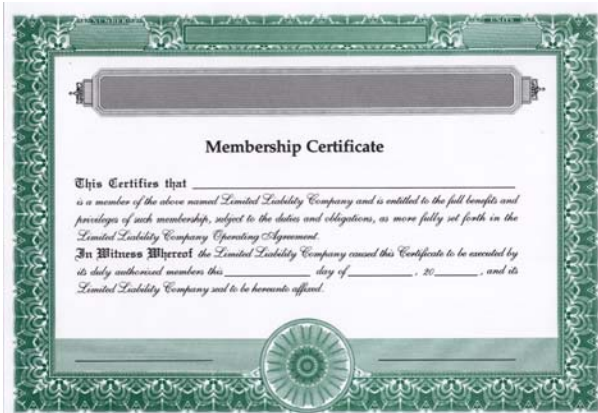 NUMBER
UNITS
Membership Certificate
This Certifies that
is a member of the above named Limited Liability Company and is entitled to the full benefits and
privileges of such membership, subject to the duties and obligations, as more fully set forth in the
Limited Liability Company Operating Agreement.
In Witness Whereof the Limited Liability Company caused this Certificate to be executed by
its duly authorized members this day of , 20 , and its
Limited Liability Company seal to be hereunto affixed.